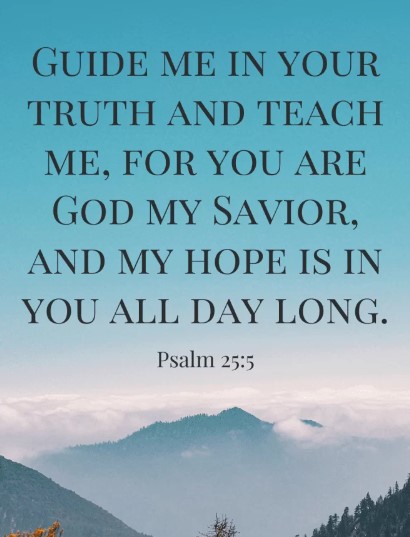 Guide me in your
truth and teach
me, for you are
God my Savior,
and my hope is in
you all day long.
Psalm 25:5